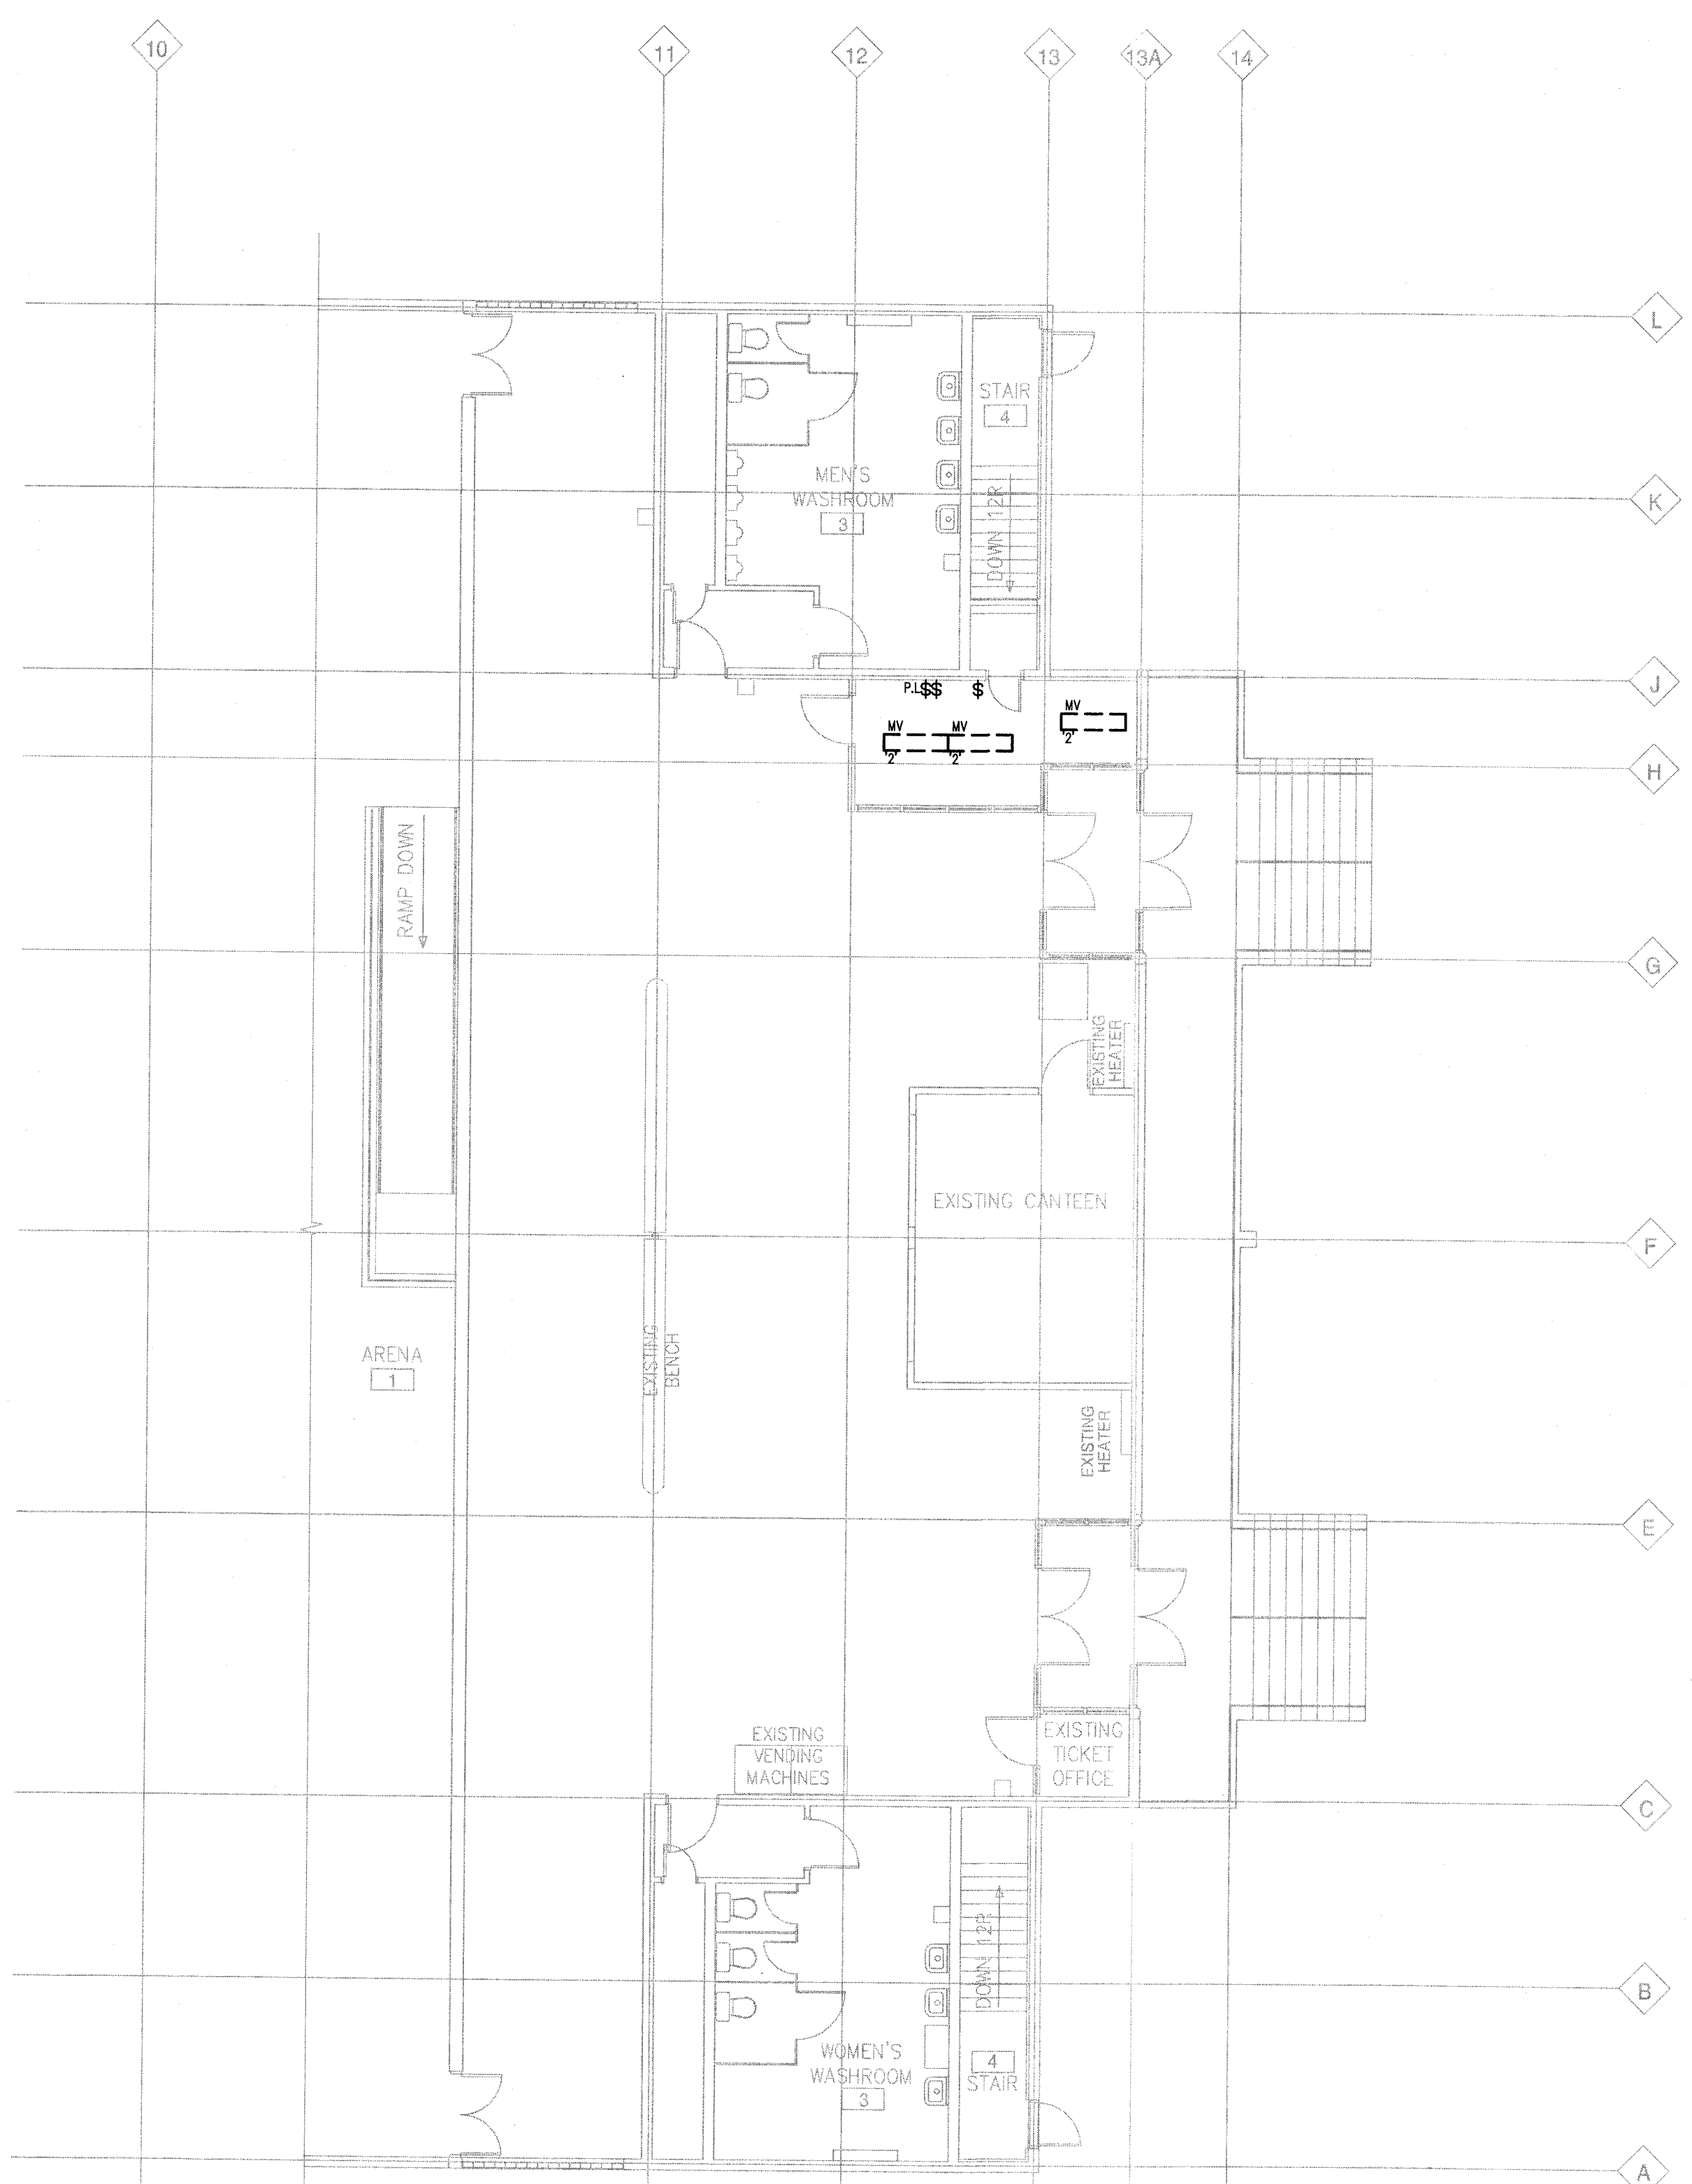 10
11
12
13
13A
14
L
STAIR
4
MEN'S
WASHROOM
3
DOWN 12R
K
J
P.L$$
$
MV
'2'
MV
'2'
MV
'2'
H
RAMP DOWN
G
EXISTING
HEATER
EXISTING CANTEEN
F
ARENA
1
EXISTING
BENCH
EXISTING
HEATER
E
EXISTING
VENDING
MACHINES
EXISTING
TICKET
OFFICE
C
DOWN 12R
B
WOMEN'S
WASHROOM
3
4
STAIR
A